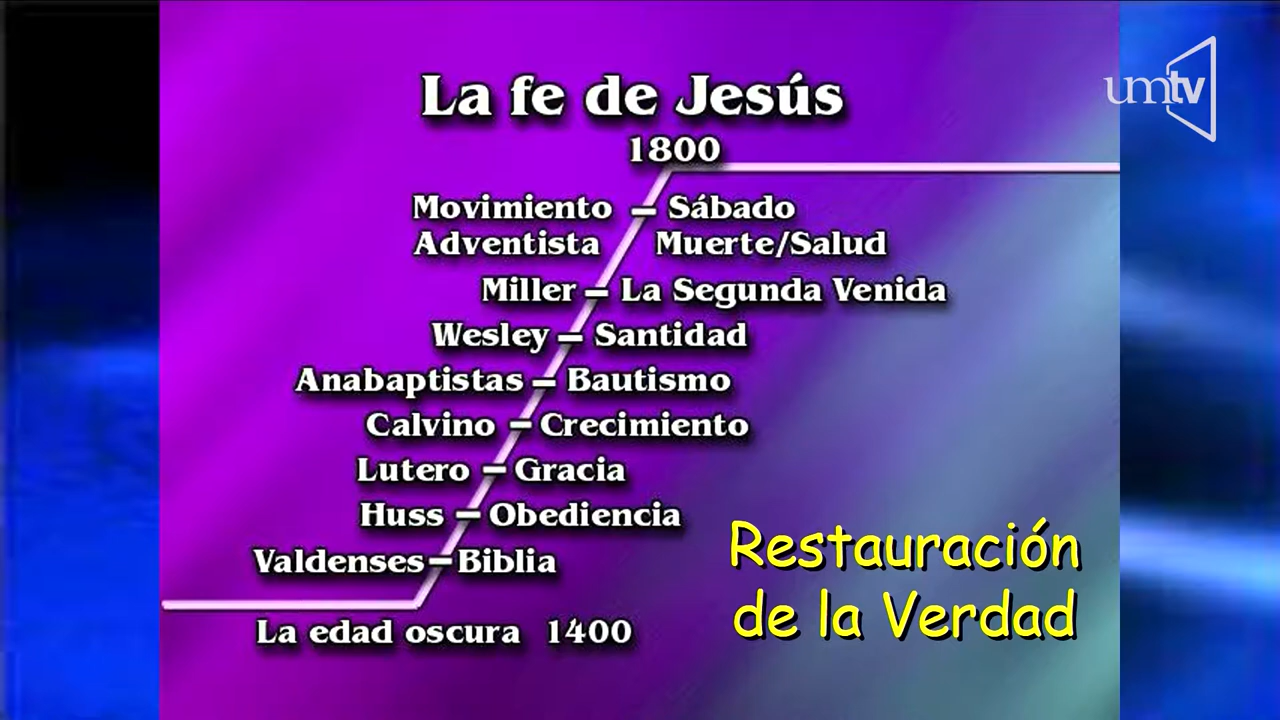 umtv
La fe de Jesús
1800
Movimiento – Sábado
Adventista Muerte/Salud
Miller – La Segunda Venida
Wesley – Santidad
Anabaptistas – Bautismo
Calvino – Crecimiento
Lutero – Gracia
Huss – Obediencia
Valdenses – Biblia
La edad oscura 1400
Restauración
de la Verdad